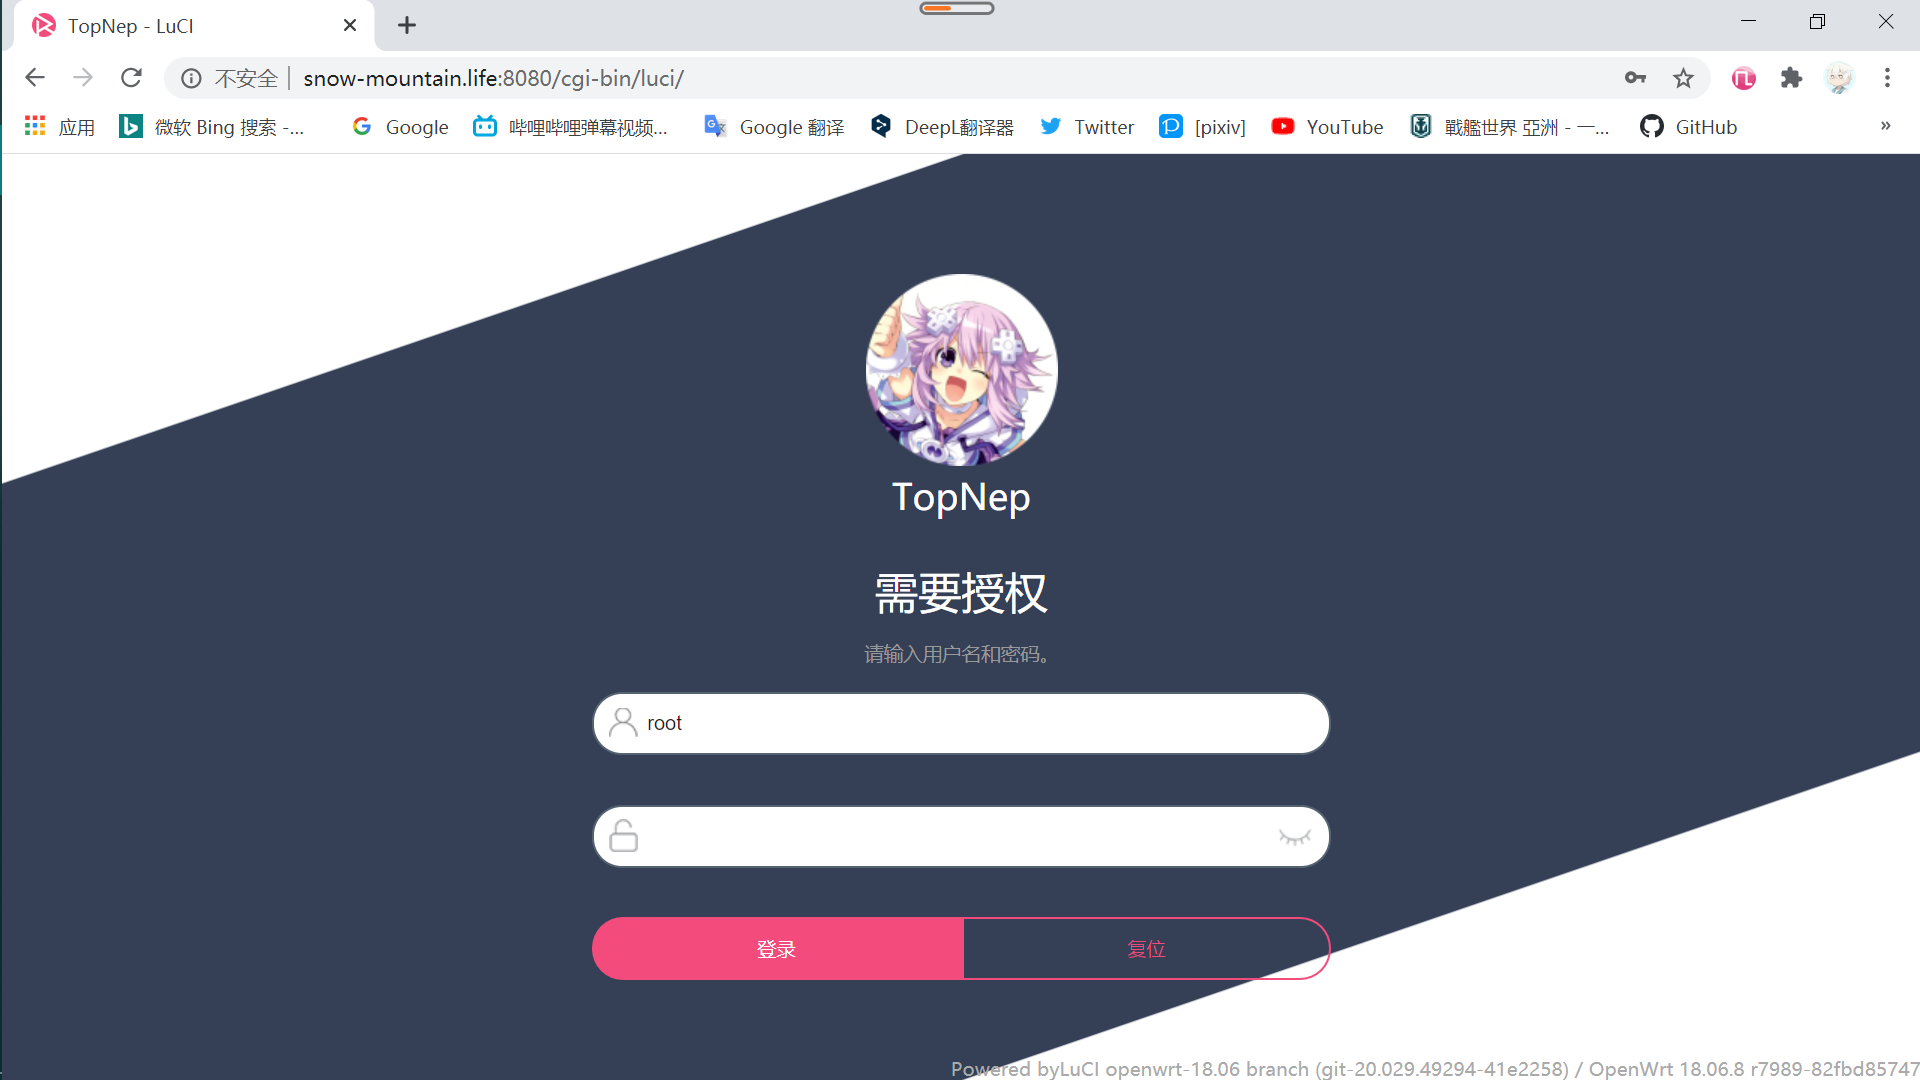 TopNep - LuCI
不安全 snow-mountain.life:8080/cgi-bin/luci/
应用 微软 Bing 搜索 -... Google 哔哩哔哩弹幕视频... Google 翻译 DeepL翻译器 Twitter [pixiv] YouTube 戰艦世界 亞洲 - 一... GitHub »
TopNep
需要授权
请输入用户名和密码。
root
登录 复位
Powered byLuCI openwrt-18.06 branch (git-20.029.49294-41e2258) / OpenWrt 18.06.8 r7989-82fbd85747